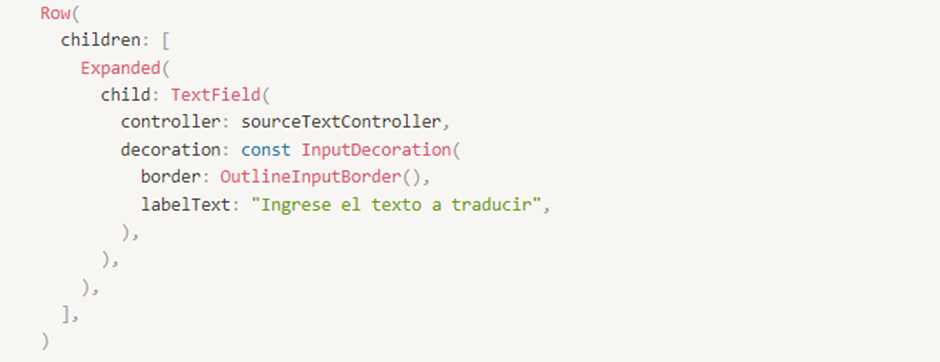 Row(
  children: [
    Expanded(
      child: TextField(
        controller: sourceTextController,
        decoration: const InputDecoration(
          border: OutlineInputBorder(),
          labelText: "Ingrese el texto a traducir",
        ),
      ),
    ),
  ],
)